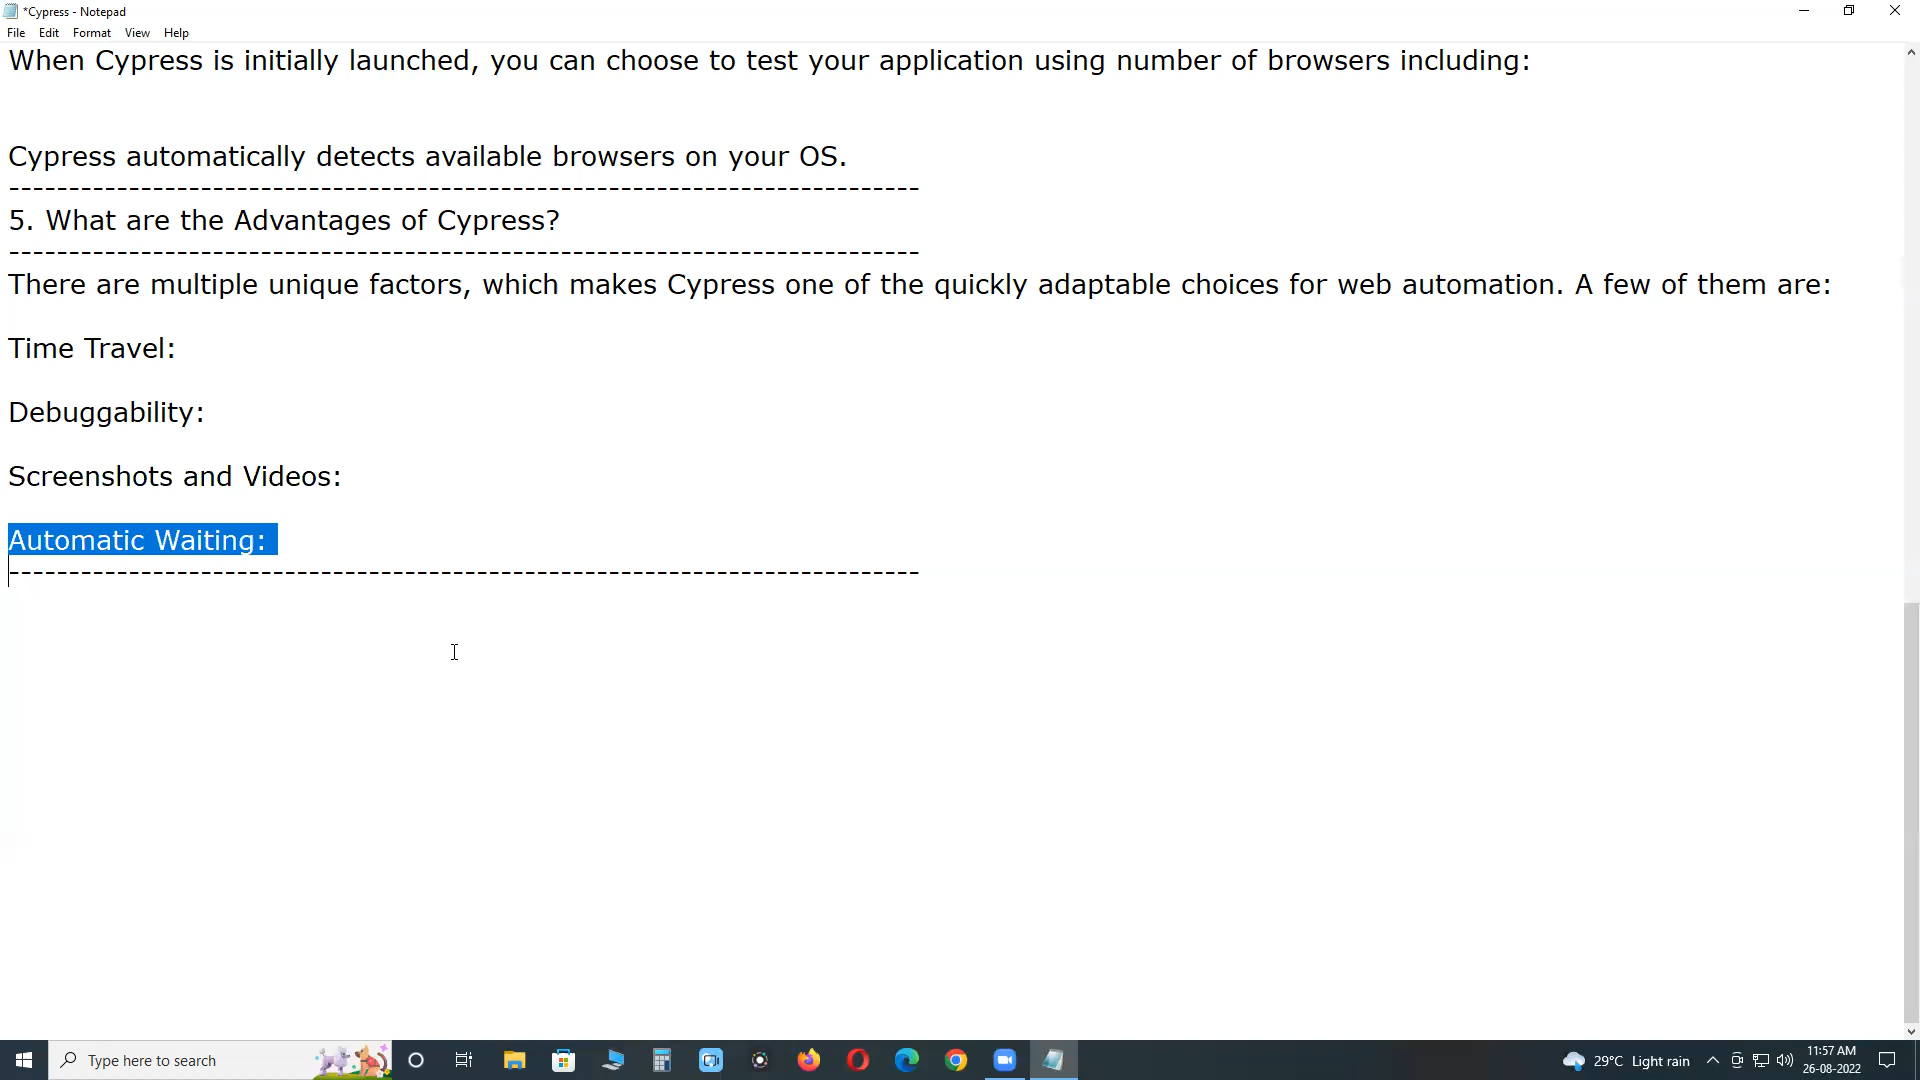 *Cypress - Notepad
File Edit Format View Help
When Cypress is initially launched, you can choose to test your application using number of browsers including:
Cypress automatically detects available browsers on your OS.
----------------------------------------------------------------------------
5. What are the Advantages of Cypress?
----------------------------------------------------------------------------
There are multiple unique factors, which makes Cypress one of the quickly adaptable choices for web automation. A few of them are:
Time Travel:
Debuggability:
Screenshots and Videos:
Automatic Waiting:
----------------------------------------------------------------------------
Type here to search
29°C Light rain
11:57 AM
26-08-2022